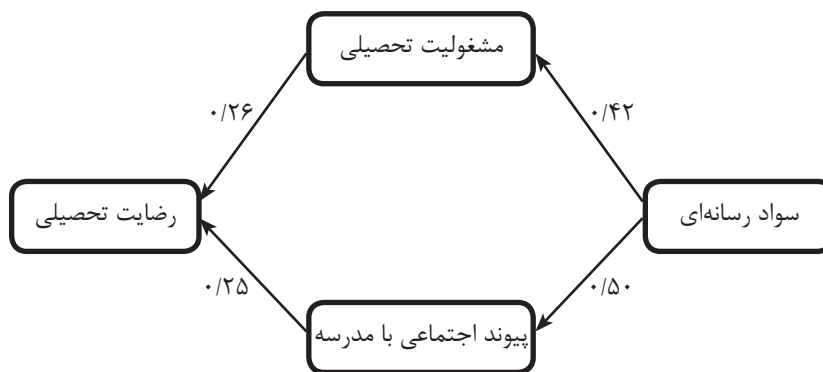 مشغولیت تحصیلی
۰/۲۶
۰/۴۲
رضایت تحصیلی
سواد رسانه‌ای
۰/۲۵
۰/۵۰
پیوند اجتماعی با مدرسه